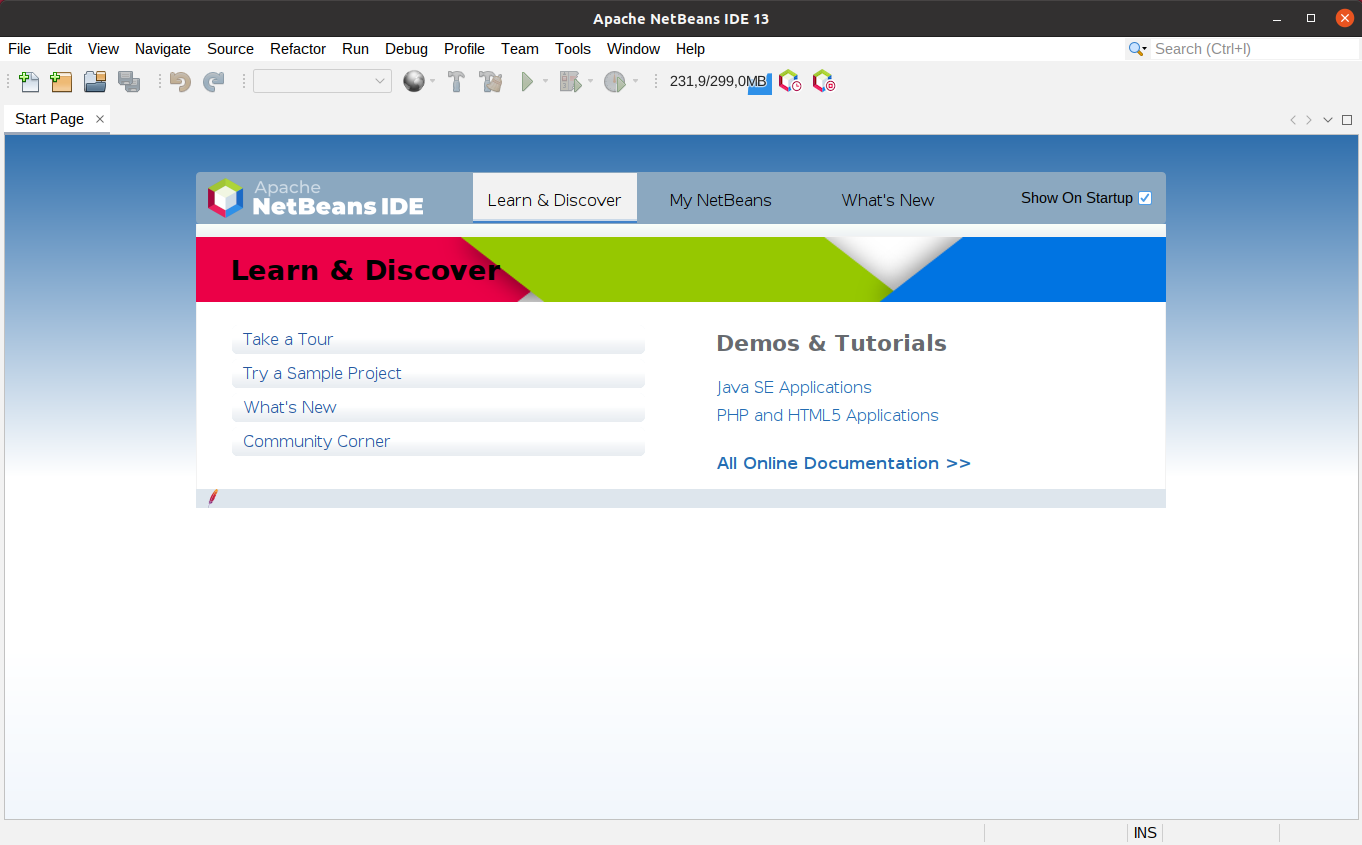 Apache NetBeans IDE 13
File Edit View Navigate Source Refactor Run Debug Profile Team Tools Window Help Search (Ctrl+I)
231,9/299,0MB
Start Page
Apache
NetBeans IDE
Learn & Discover My NetBeans What's New Show On Startup
Learn & Discover
Take a Tour
Try a Sample Project
What's New
Community Corner
Demos & Tutorials
Java SE Applications
PHP and HTML5 Applications
All Online Documentation >>
INS